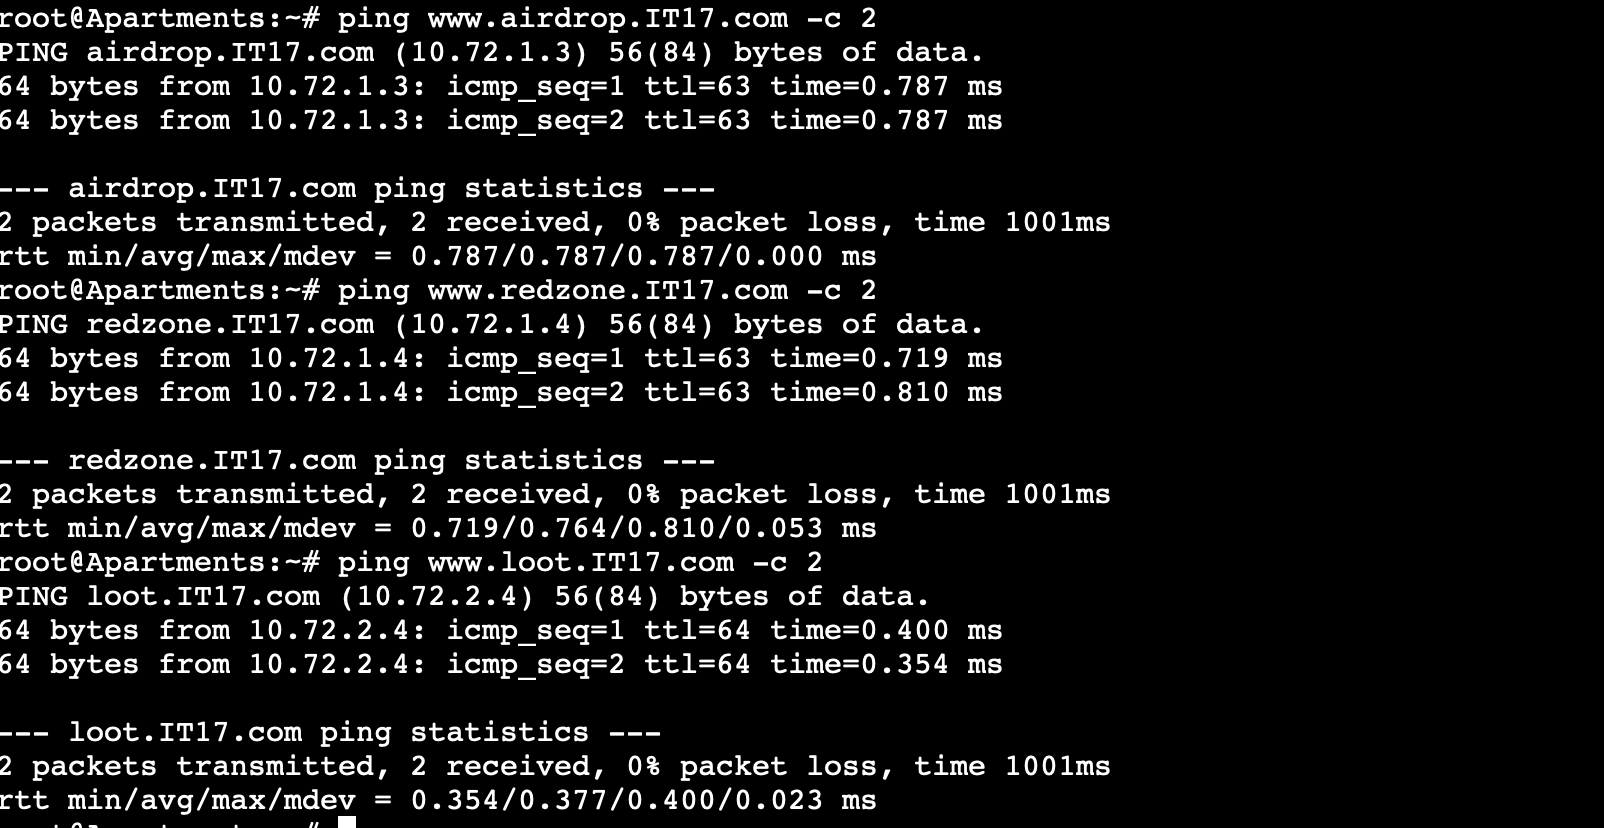 root@Apartments:~# ping www.airdrop.IT17.com -c 2
PING airdrop.IT17.com (10.72.1.3) 56(84) bytes of data.
64 bytes from 10.72.1.3: icmp_seq=1 ttl=63 time=0.787 ms
64 bytes from 10.72.1.3: icmp_seq=2 ttl=63 time=0.787 ms
--- airdrop.IT17.com ping statistics ---
2 packets transmitted, 2 received, 0% packet loss, time 1001ms
rtt min/avg/max/mdev = 0.787/0.787/0.787/0.000 ms
root@Apartments:~# ping www.redzone.IT17.com -c 2
PING redzone.IT17.com (10.72.1.4) 56(84) bytes of data.
64 bytes from 10.72.1.4: icmp_seq=1 ttl=63 time=0.719 ms
64 bytes from 10.72.1.4: icmp_seq=2 ttl=63 time=0.810 ms
--- redzone.IT17.com ping statistics ---
2 packets transmitted, 2 received, 0% packet loss, time 1001ms
rtt min/avg/max/mdev = 0.719/0.764/0.810/0.053 ms
root@Apartments:~# ping www.loot.IT17.com -c 2
PING loot.IT17.com (10.72.2.4) 56(84) bytes of data.
64 bytes from 10.72.2.4: icmp_seq=1 ttl=64 time=0.400 ms
64 bytes from 10.72.2.4: icmp_seq=2 ttl=64 time=0.354 ms
--- loot.IT17.com ping statistics ---
2 packets transmitted, 2 received, 0% packet loss, time 1001ms
rtt min/avg/max/mdev = 0.354/0.377/0.400/0.023 ms